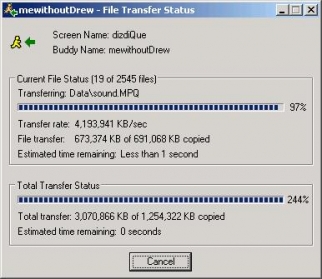 mewithoutDrew - File Transfer Status
Screen Name: dizdiQue
Buddy Name: mewithoutDrew
Current File Status (19 of 2545 files)
Transferring: Data\sound.MPQ
97%
Transfer rate: 4,193,941 KB/sec
File transfer: 673,374 KB of 691,068 KB copied
Estimated time remaining: Less than 1 second
Total Transfer Status
244%
Total transfer: 3,070,866 KB of 1,254,322 KB copied
Estimated time remaining: 0 seconds
Cancel